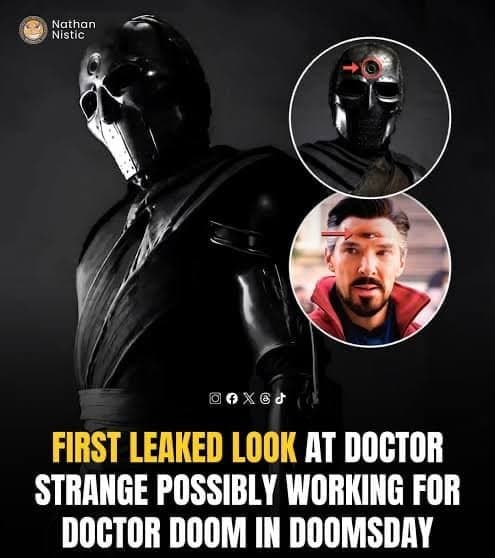 Nathan
Nistic
FIRST LEAKED LOOK AT DOCTOR
STRANGE POSSIBLY WORKING FOR
DOCTOR DOOM IN DOOMSDAY